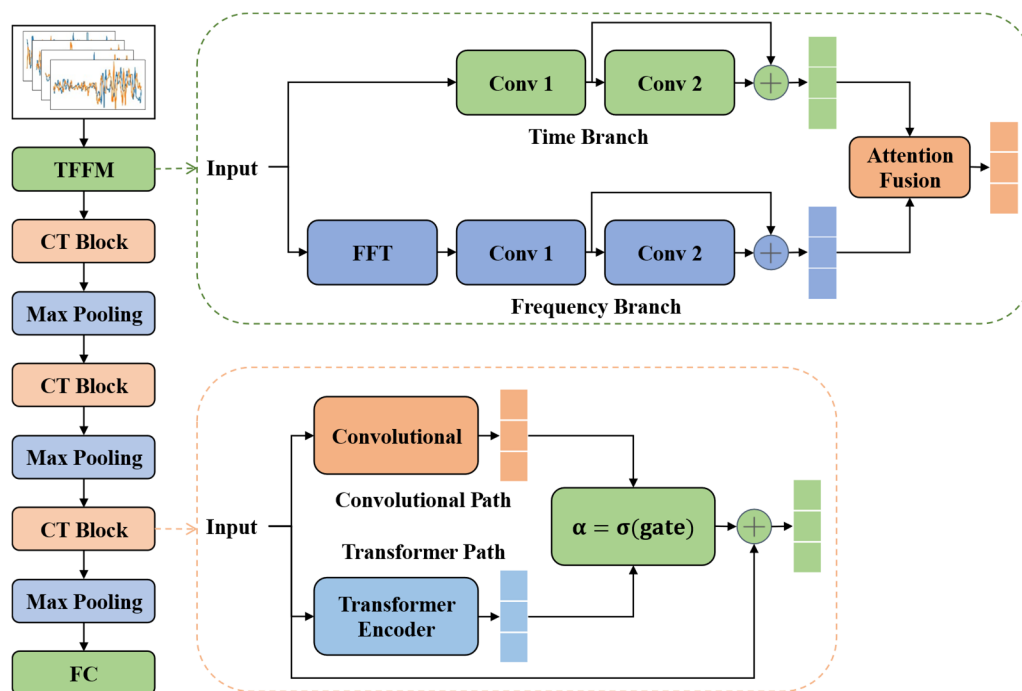 TFFM
CT Block
Max Pooling
CT Block
Max Pooling
CT Block
Max Pooling
FC
Input
Conv 1
Conv 2
+
Time Branch
FFT
Conv 1
Conv 2
+
Frequency Branch
Attention
Fusion
Input
Convolutional
Convolutional Path
Transformer Path
Transformer
Encoder
α = σ(gate)
+